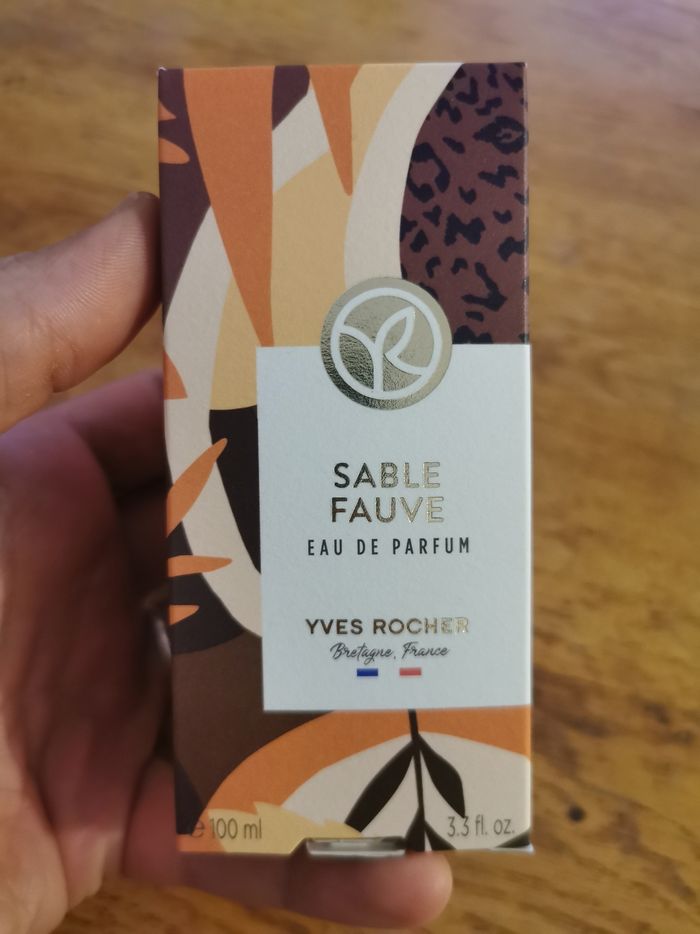 SABLE
FAUVE
EAU DE PARFUM
YVES ROCHER
Bretagne, France
℮ 100 ml
3.3 fl. oz.